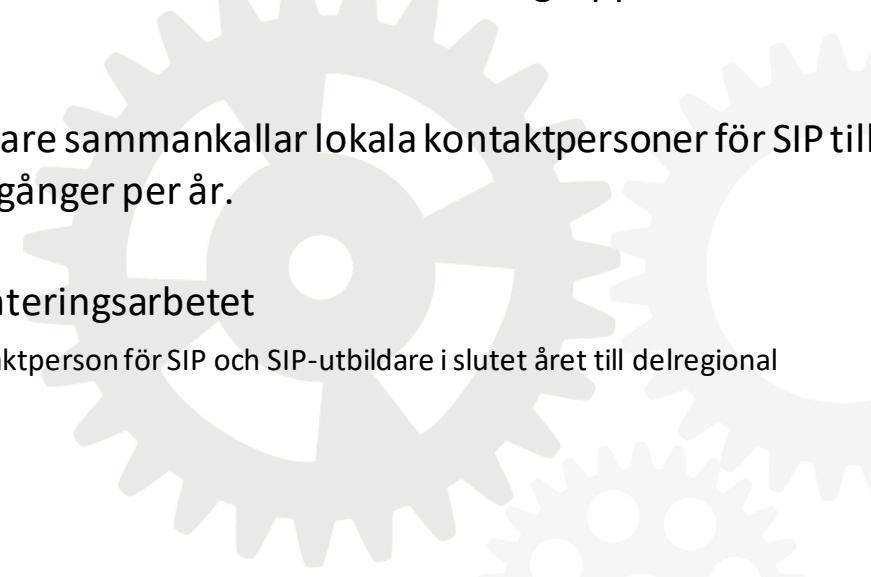 are sammankallar lokala kontaktpersoner för SIP till
gånger per år.
nteringsarbetet
aktperson för SIP och SIP-utbildare i slutet året till delregional